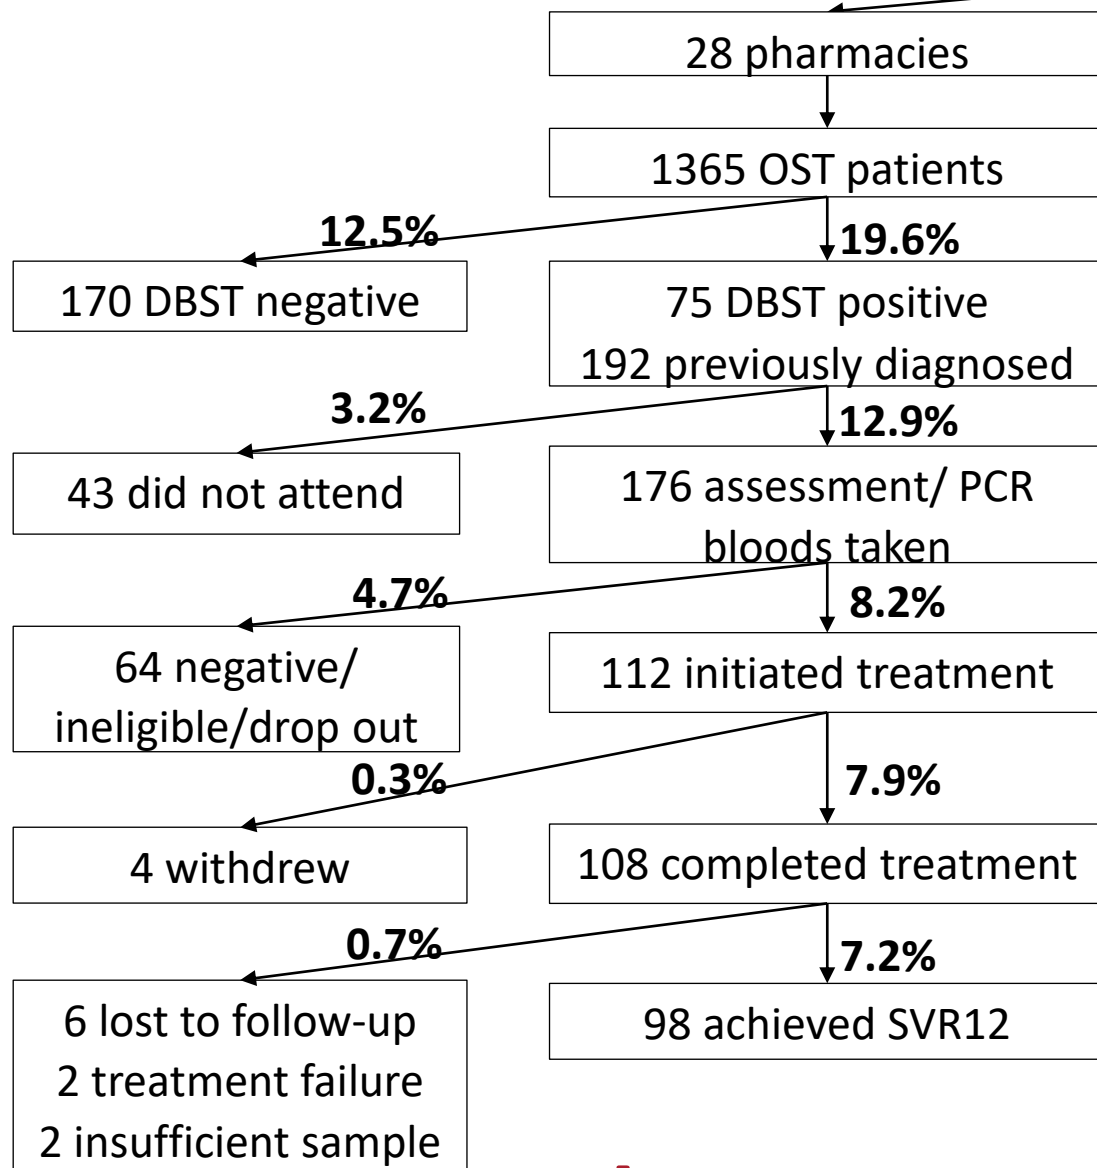 28 pharmacies
1365 OST patients
12.5%
19.6%
170 DBST negative
75 DBST positive
192 previously diagnosed
3.2%
12.9%
43 did not attend
176 assessment/ PCR
bloods taken
4.7%
8.2%
64 negative/
ineligible/drop out
112 initiated treatment
0.3%
7.9%
4 withdrew
108 completed treatment
0.7%
7.2%
6 lost to follow-up
2 treatment failure
2 insufficient sample
98 achieved SVR12